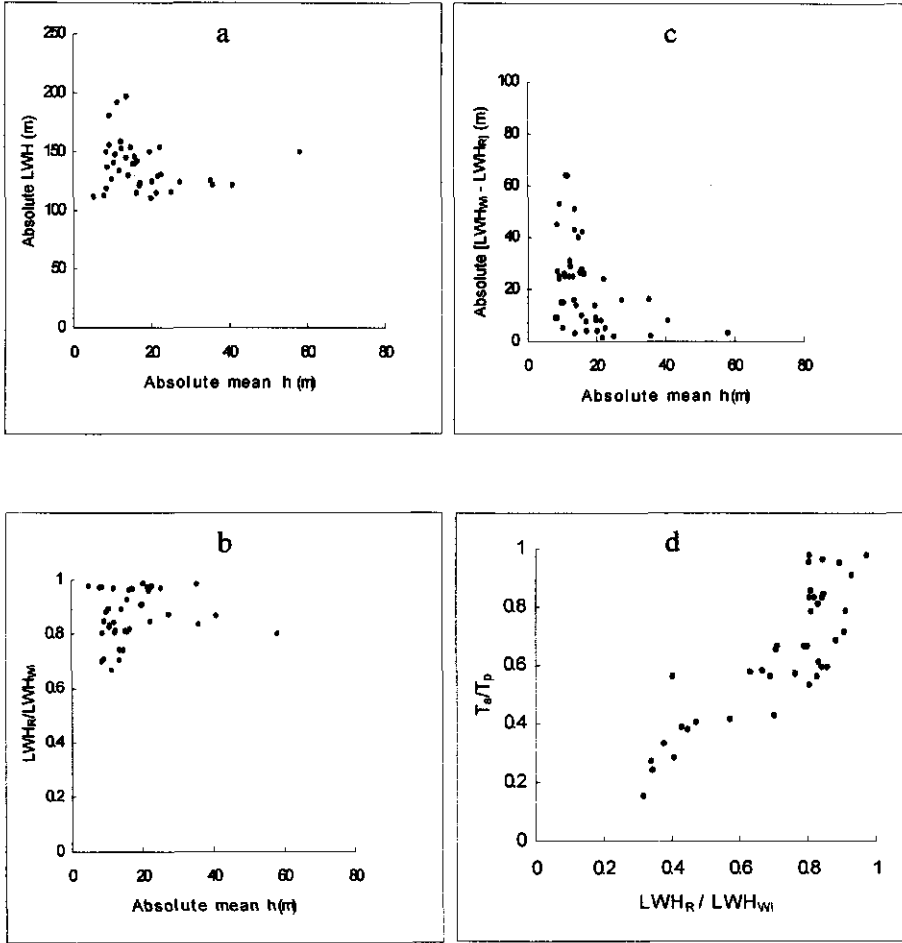 a
Absolute LWH (m)
250
200
150
100
50
0
0 20 40 60 80
Absolute mean h (m)
c
Absolute [LWHWi - LWHR] (m)
100
80
60
40
20
0
0 20 40 60 80
Absolute mean h (m)
b
LWHR/LWHWi
1
0.8
0.6
0.4
0.2
0
0 20 40 60 80
Absolute mean h (m)
d
Ta/Tp
1
0.8
0.6
0.4
0.2
0
0 0.2 0.4 0.6 0.8 1
LWHR / LWHWi